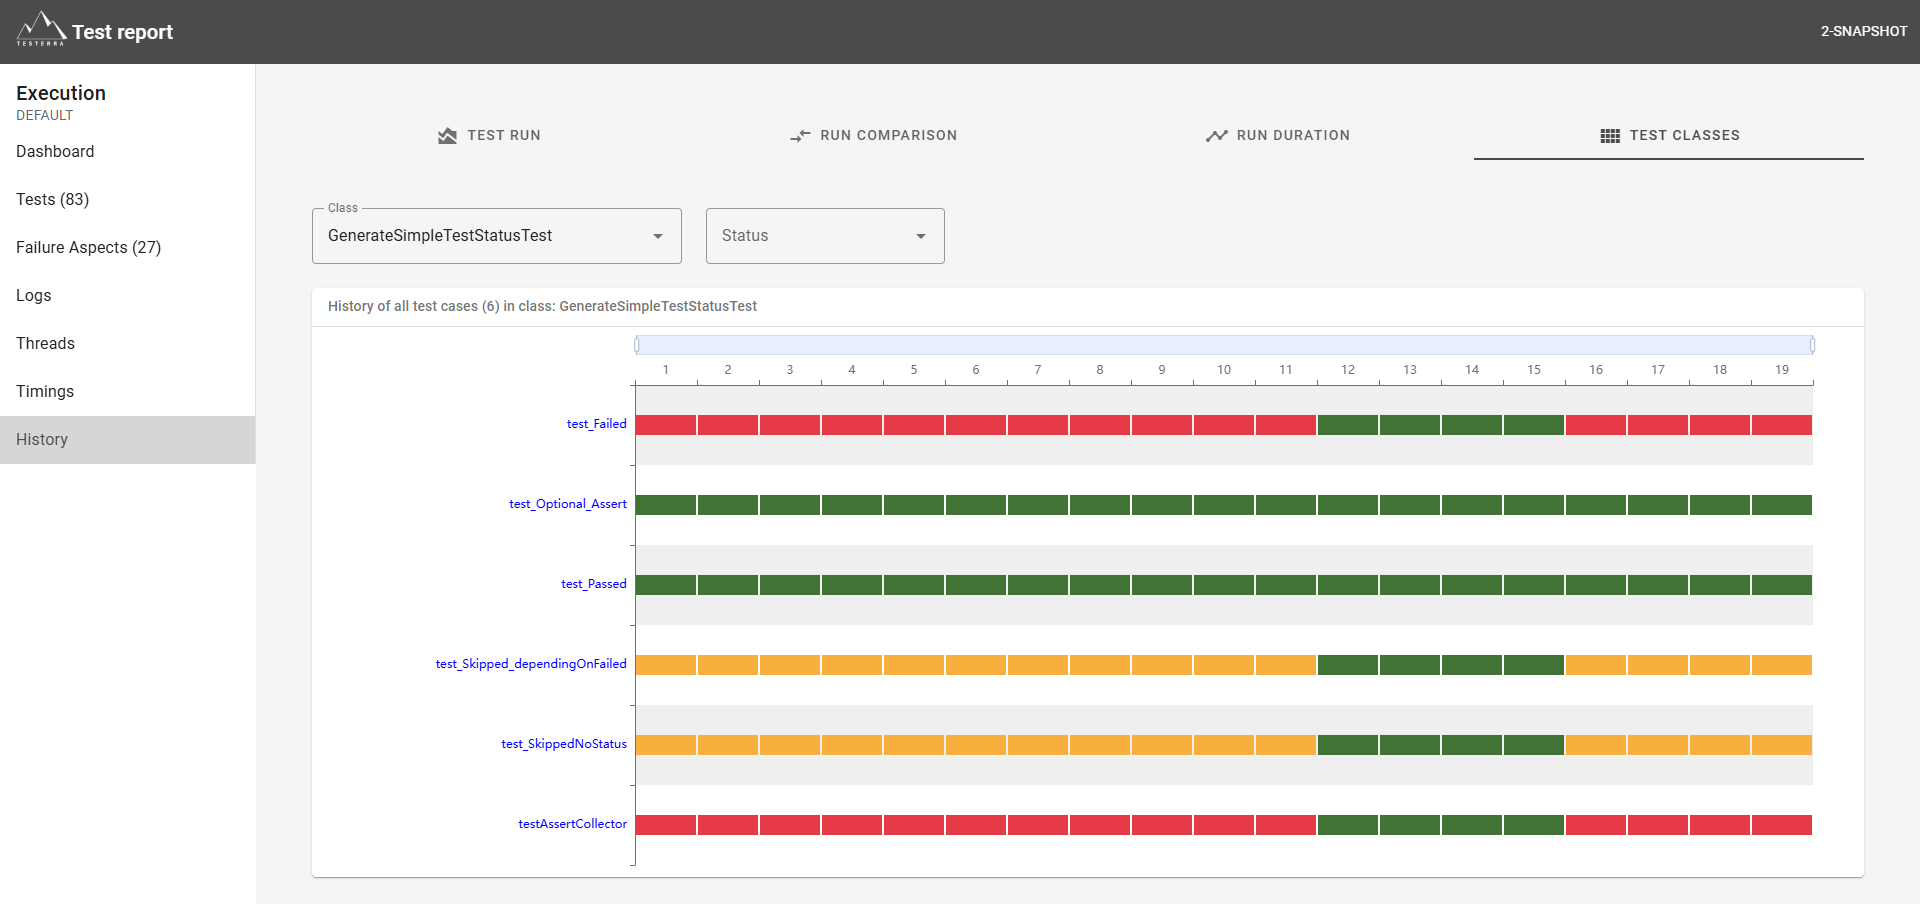 TESTERRA
Test report
2-SNAPSHOT
Execution
DEFAULT
Dashboard
Tests (83)
Failure Aspects (27)
Logs
Threads
Timings
History
TEST RUN
RUN COMPARISON
RUN DURATION
TEST CLASSES
Class
GenerateSimpleTestStatusTest
Status
History of all test cases (6) in class: GenerateSimpleTestStatusTest
1 2 3 4 5 6 7 8 9 10 11 12 13 14 15 16 17 18 19
test_Failed
test_Optional_Assert
test_Passed
test_Skipped_dependingOnFailed
test_SkippedNoStatus
testAssertCollector